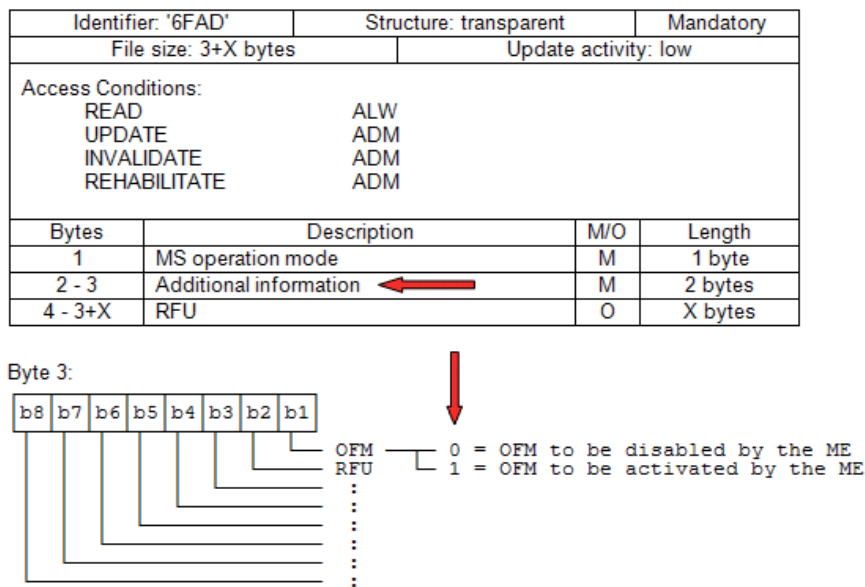 Identifier: '6FAD' Structure: transparent Mandatory
File size: 3+X bytes Update activity: low
Access Conditions:
READ ALW
UPDATE ADM
INVALIDATE ADM
REHABILITATE ADM
Bytes Description M/O Length
1 MS operation mode M 1 byte
2 - 3 Additional information M 2 bytes
4 - 3+X RFU O X bytes
Byte 3:
b8 b7 b6 b5 b4 b3 b2 b1
OFM 0 = OFM to be disabled by the ME
RFU 1 = OFM to be activated by the ME
:
:
:
:
:
: